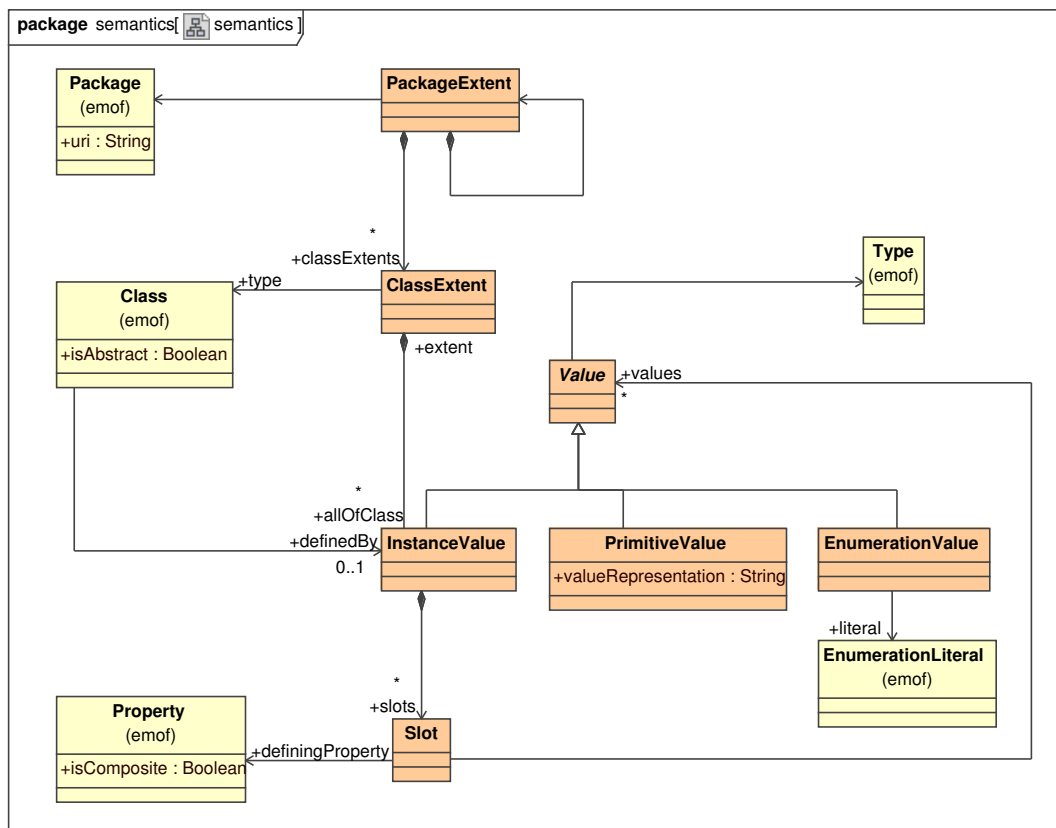 package semantics[ semantics ]
Package
(emof)
+uri : String
PackageExtent
*
+classExtents
Type
(emof)
+type
ClassExtent
Class
(emof)
+isAbstract : Boolean
+extent
Value
+values
*
*
+allOfClass
+definedBy
0..1
InstanceValue
PrimitiveValue
+valueRepresentation : String
EnumerationValue
+literal
EnumerationLiteral
(emof)
*
+slots
Property
(emof)
+isComposite : Boolean
+definingProperty
Slot